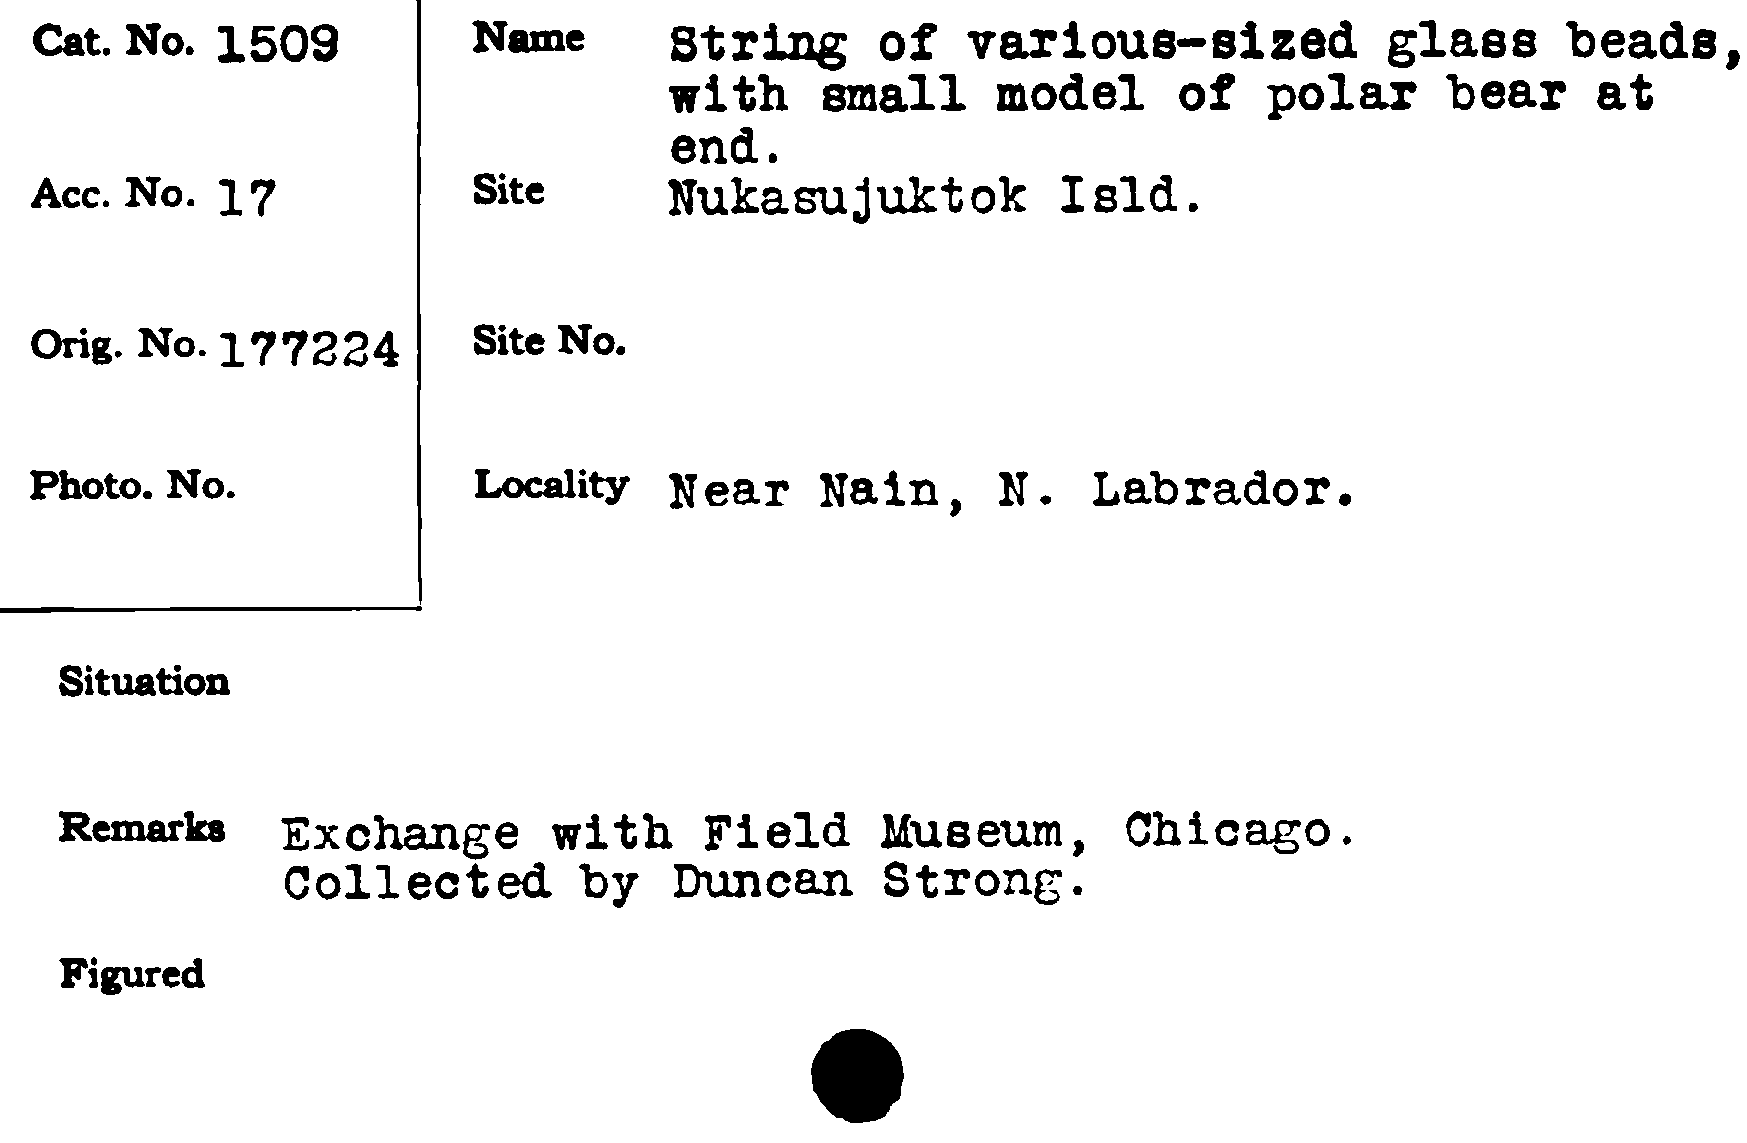 Cat. No. 1509
Name String of various-sized glass beads,
with small model of polar bear at
end.
Acc. No. 17
Site Nukasujuktok Isld.
Orig. No. 177224
Site No.
Photo. No.
Locality Near Nain, N. Labrador.
Situation
Remarks Exchange with Field Museum, Chicago.
Collected by Duncan Strong.
Figured